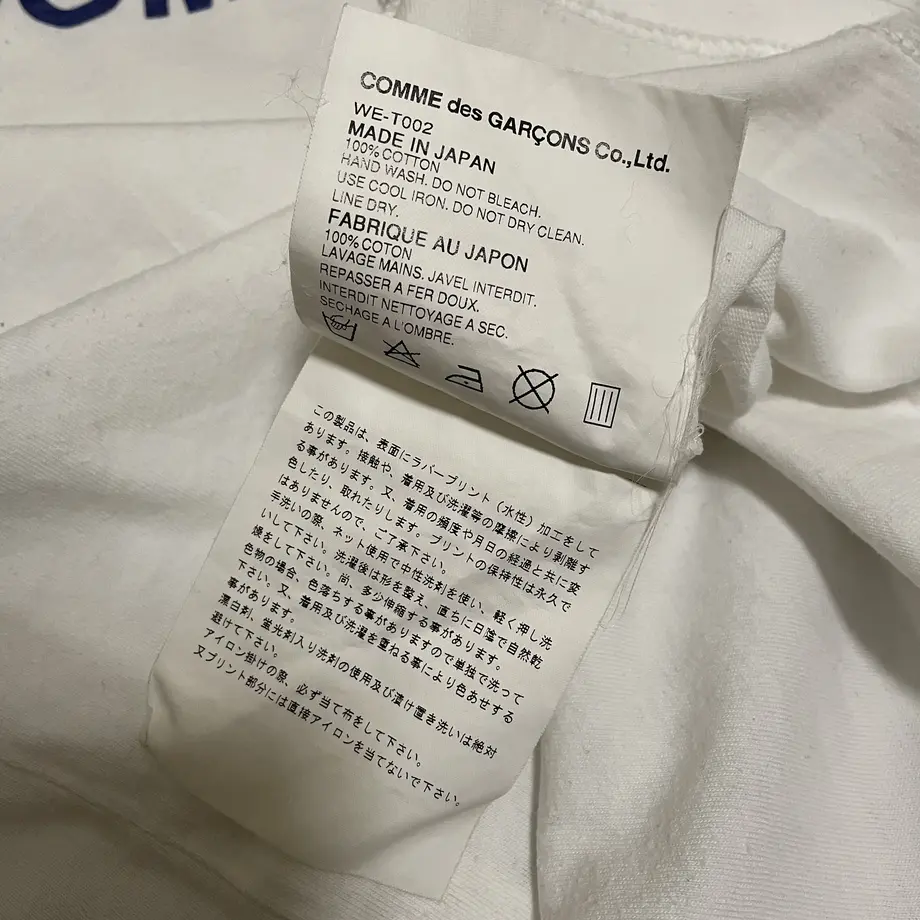 COMME des GARÇONS Co.,Ltd.
WE-T002
MADE IN JAPAN
100% COTTON
HAND WASH. DO NOT BLEACH.
USE COOL IRON. DO NOT DRY CLEAN.
LINE DRY.
FABRIQUE AU JAPON
100% COTON
LAVAGE MAINS. JAVEL INTERDIT.
REPASSER A FER DOUX.
INTERDIT NETTOYAGE A SEC.
SECHAGE A L'OMBRE.
この製品は、表面にラバープリント(水性)加工をして
あります。接触や、着用及び洗濯等の摩擦により剥離す
る事があります。又、着用の頻度や月日の経過と共に変
色したり、取れたりします。プリントの保持性は永久で
はありませんので、ご了承下さい。
手洗いの際、ネット使用で中性洗剤を使い、軽く押し洗
いして下さい。洗濯後は形を整え、直ちに日陰で自然乾
燥をして下さい。尚、多少伸縮する事があります。
色物の場合、色落ちする事がありますので単独で洗って
下さい。又、着用及び洗濯を重ねる事により色あせする
事があります。
漂白剤、蛍光剤入り洗剤の使用及び漬け置き洗いは絶対
避けて下さい。
アイロン掛けの際、必ず当て布をして下さい。
又プリント部分には直接アイロンを当てないで下さい。